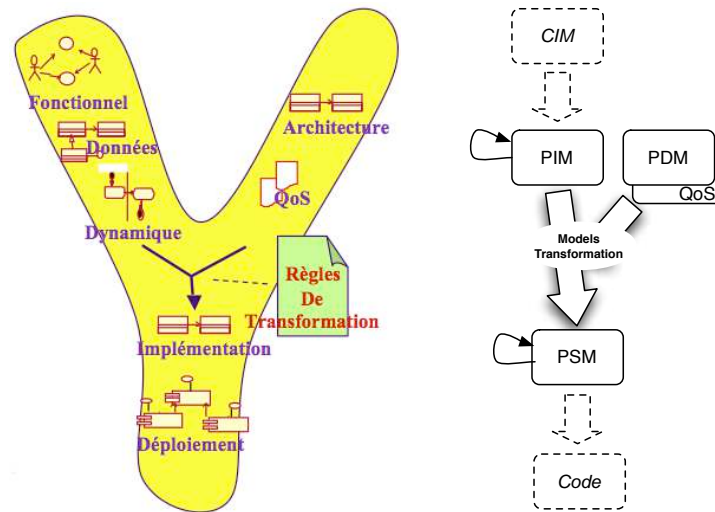 Fonctionnel
Données
Dynamique
Architecture
QoS
Règles
De
Transformation
Implémentation
Déploiement
CIM
PIM
PDM
QoS
Models
Transformation
PSM
Code